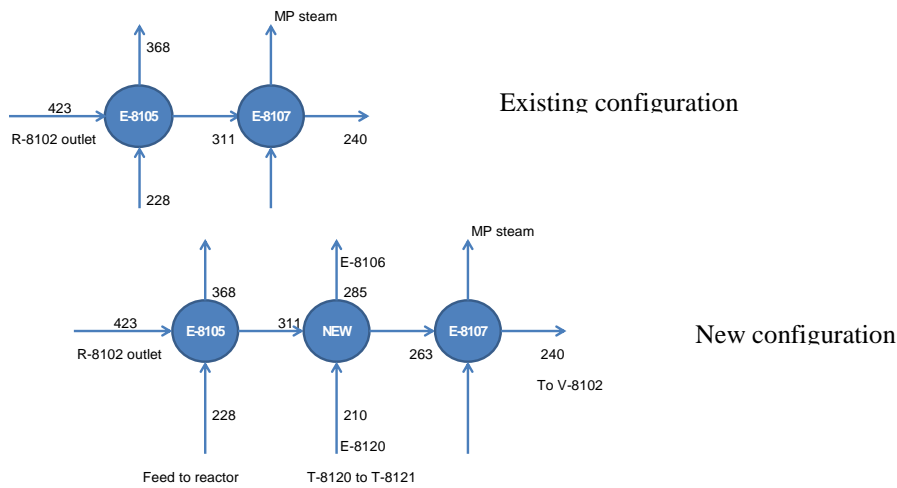 MP steam
368
423
E-8105
E-8107
Existing configuration
R-8102 outlet
311
240
228
MP steam
E-8106
368
285
423
E-8105
311
NEW
E-8107
New configuration
R-8102 outlet
263
240
To V-8102
228
210
E-8120
Feed to reactor
T-8120 to T-8121